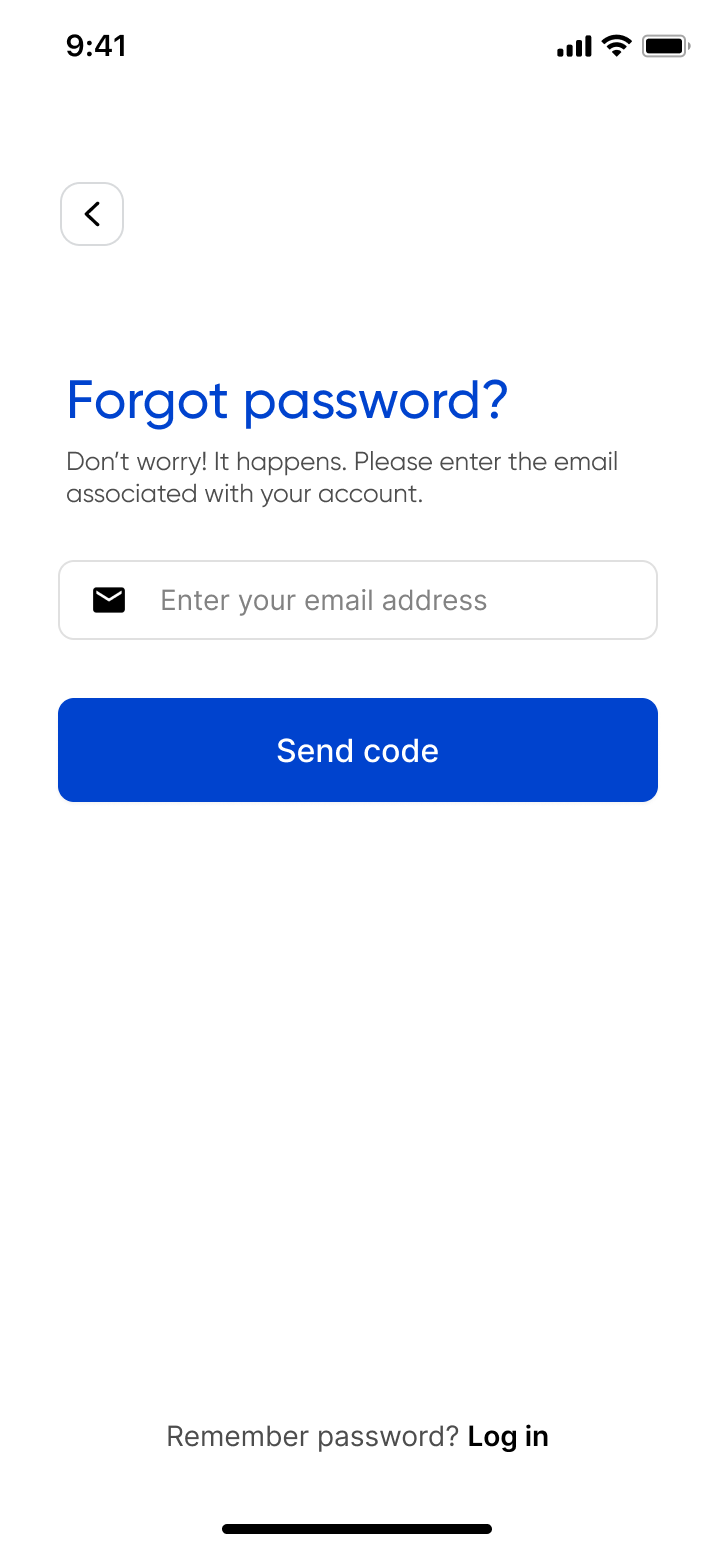 9:41
Forgot password?
Don’t worry! It happens. Please enter the email
associated with your account.
Enter your email address
Send code
Remember password? Log in